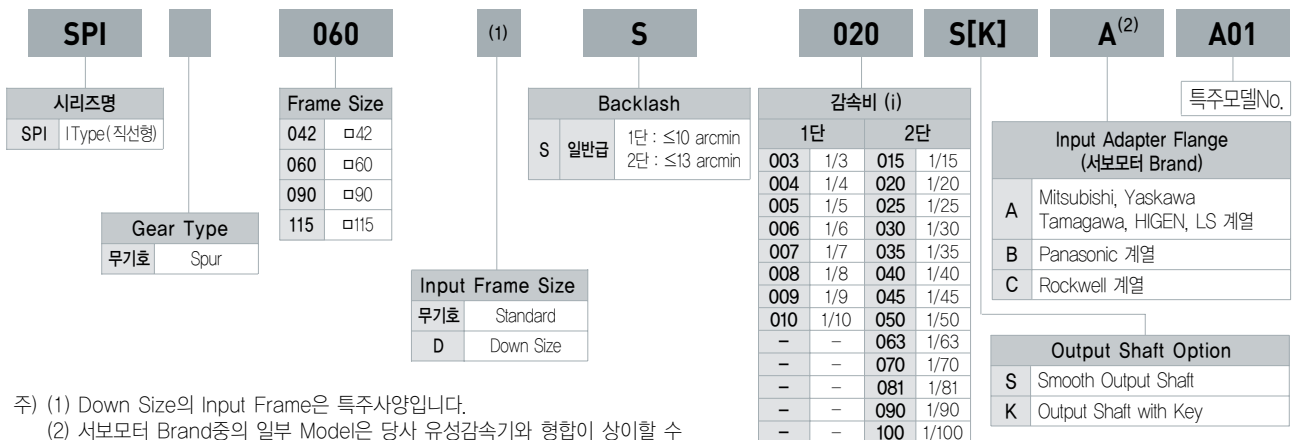 SPI 060 (1) S 020 S[K] A(2) A01
시리즈명
SPI I Type(직선형)
Gear Type
무기호 Spur
Frame Size
042 □42
060 □60
090 □90
115 □115
Input Frame Size
무기호 Standard
D Down Size
Backlash
S 일반급 1단 : ≤10 arcmin
2단 : ≤13 arcmin
감속비 (i)
1단 2단
003 1/3 015 1/15
004 1/4 020 1/20
005 1/5 025 1/25
006 1/6 030 1/30
007 1/7 035 1/35
008 1/8 040 1/40
009 1/9 045 1/45
010 1/10 050 1/50
– – 063 1/63
– – 070 1/70
– – 081 1/81
– – 090 1/90
– – 100 1/100
특주모델No.
Input Adapter Flange
(서보모터 Brand)
A Mitsubishi, Yaskawa
Tamagawa, HIGEN, LS 계열
B Panasonic 계열
C Rockwell 계열
Output Shaft Option
S Smooth Output Shaft
K Output Shaft with Key
주) (1) Down Size의 Input Frame은 특주사양입니다.
(2) 서보모터 Brand중의 일부 Model은 당사 유성감속기와 형합이 상이할 수